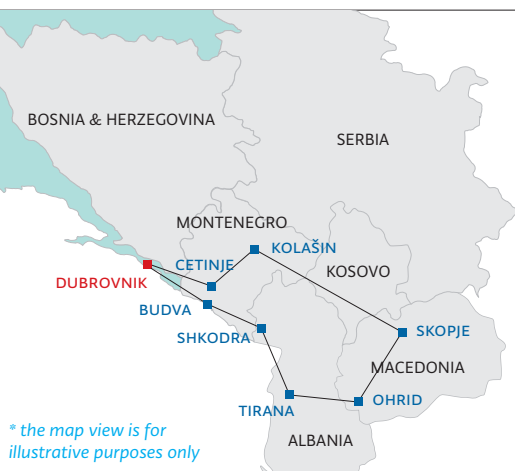 BOSNIA & HERZEGOVINA
SERBIA
MONTENEGRO
KOLAŠIN
CETINJE
KOSOVO
DUBROVNIK
BUDVA
SKOPJE
SHKODRA
MACEDONIA
OHRID
TIRANA
* the map view is for
illustrative purposes only
ALBANIA